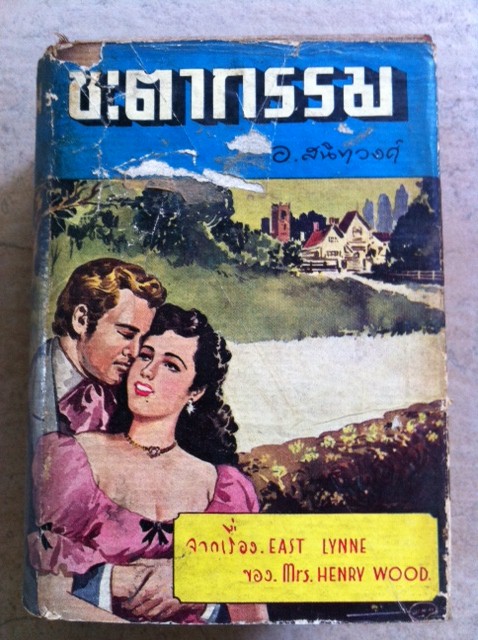 ชะตากรรม
อ. สนิทวงศ์
จากเรื่อง. EAST LYNNE
ของ. Mrs. HENRY WOOD.